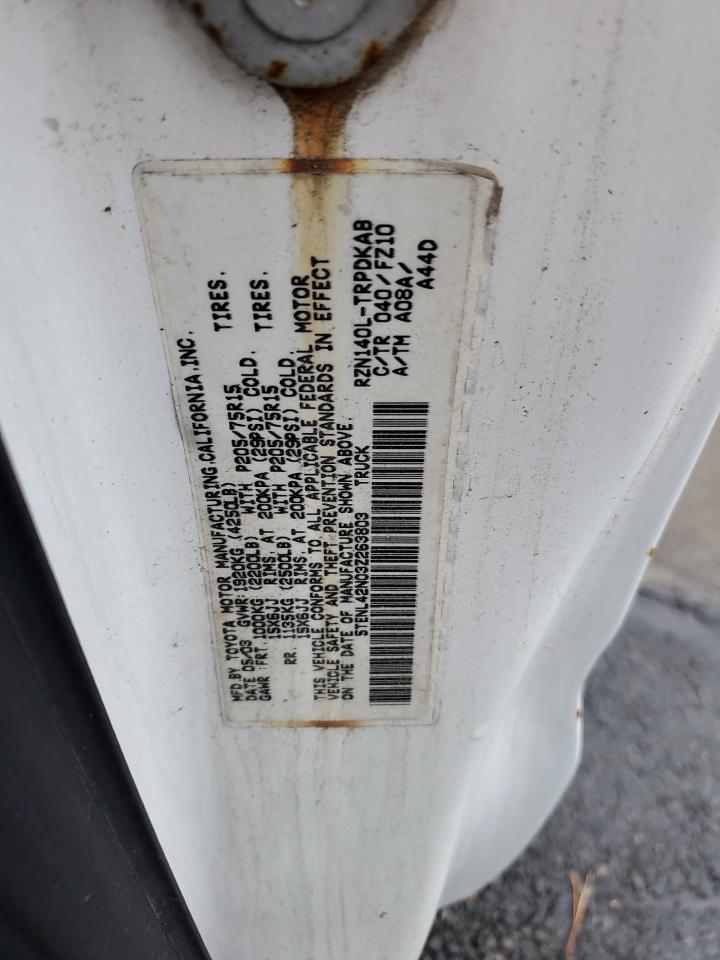 MFD BY TOYOTA MOTOR MANUFACTURING,CALIFORNIA,INC.
DATE 05/03 GVWR:1920KG (4250LB)
GAWR :FRT. 1000KG (2200LB) WITH P205/75R15 TIRES.
15X6JJ RIMS, AT 200KPA (29PSI) COLD.
RR. 1135KG (2500LB) WITH P205/75R15 TIRES.
15X6JJ RIMS, AT 200KPA (29PSI) COLD.
THIS VEHICLE CONFORMS TO ALL APPLICABLE FEDERAL MOTOR
VEHICLE SAFETY AND THEFT PREVENTION STANDARDS IN EFFECT
ON THE DATE OF MANUFACTURE SHOWN ABOVE.
5TENL42N03Z263803 TRUCK
RZN140L-TRPDKAB
C/TR 040/FZ10
A/TM A08A/
A44D